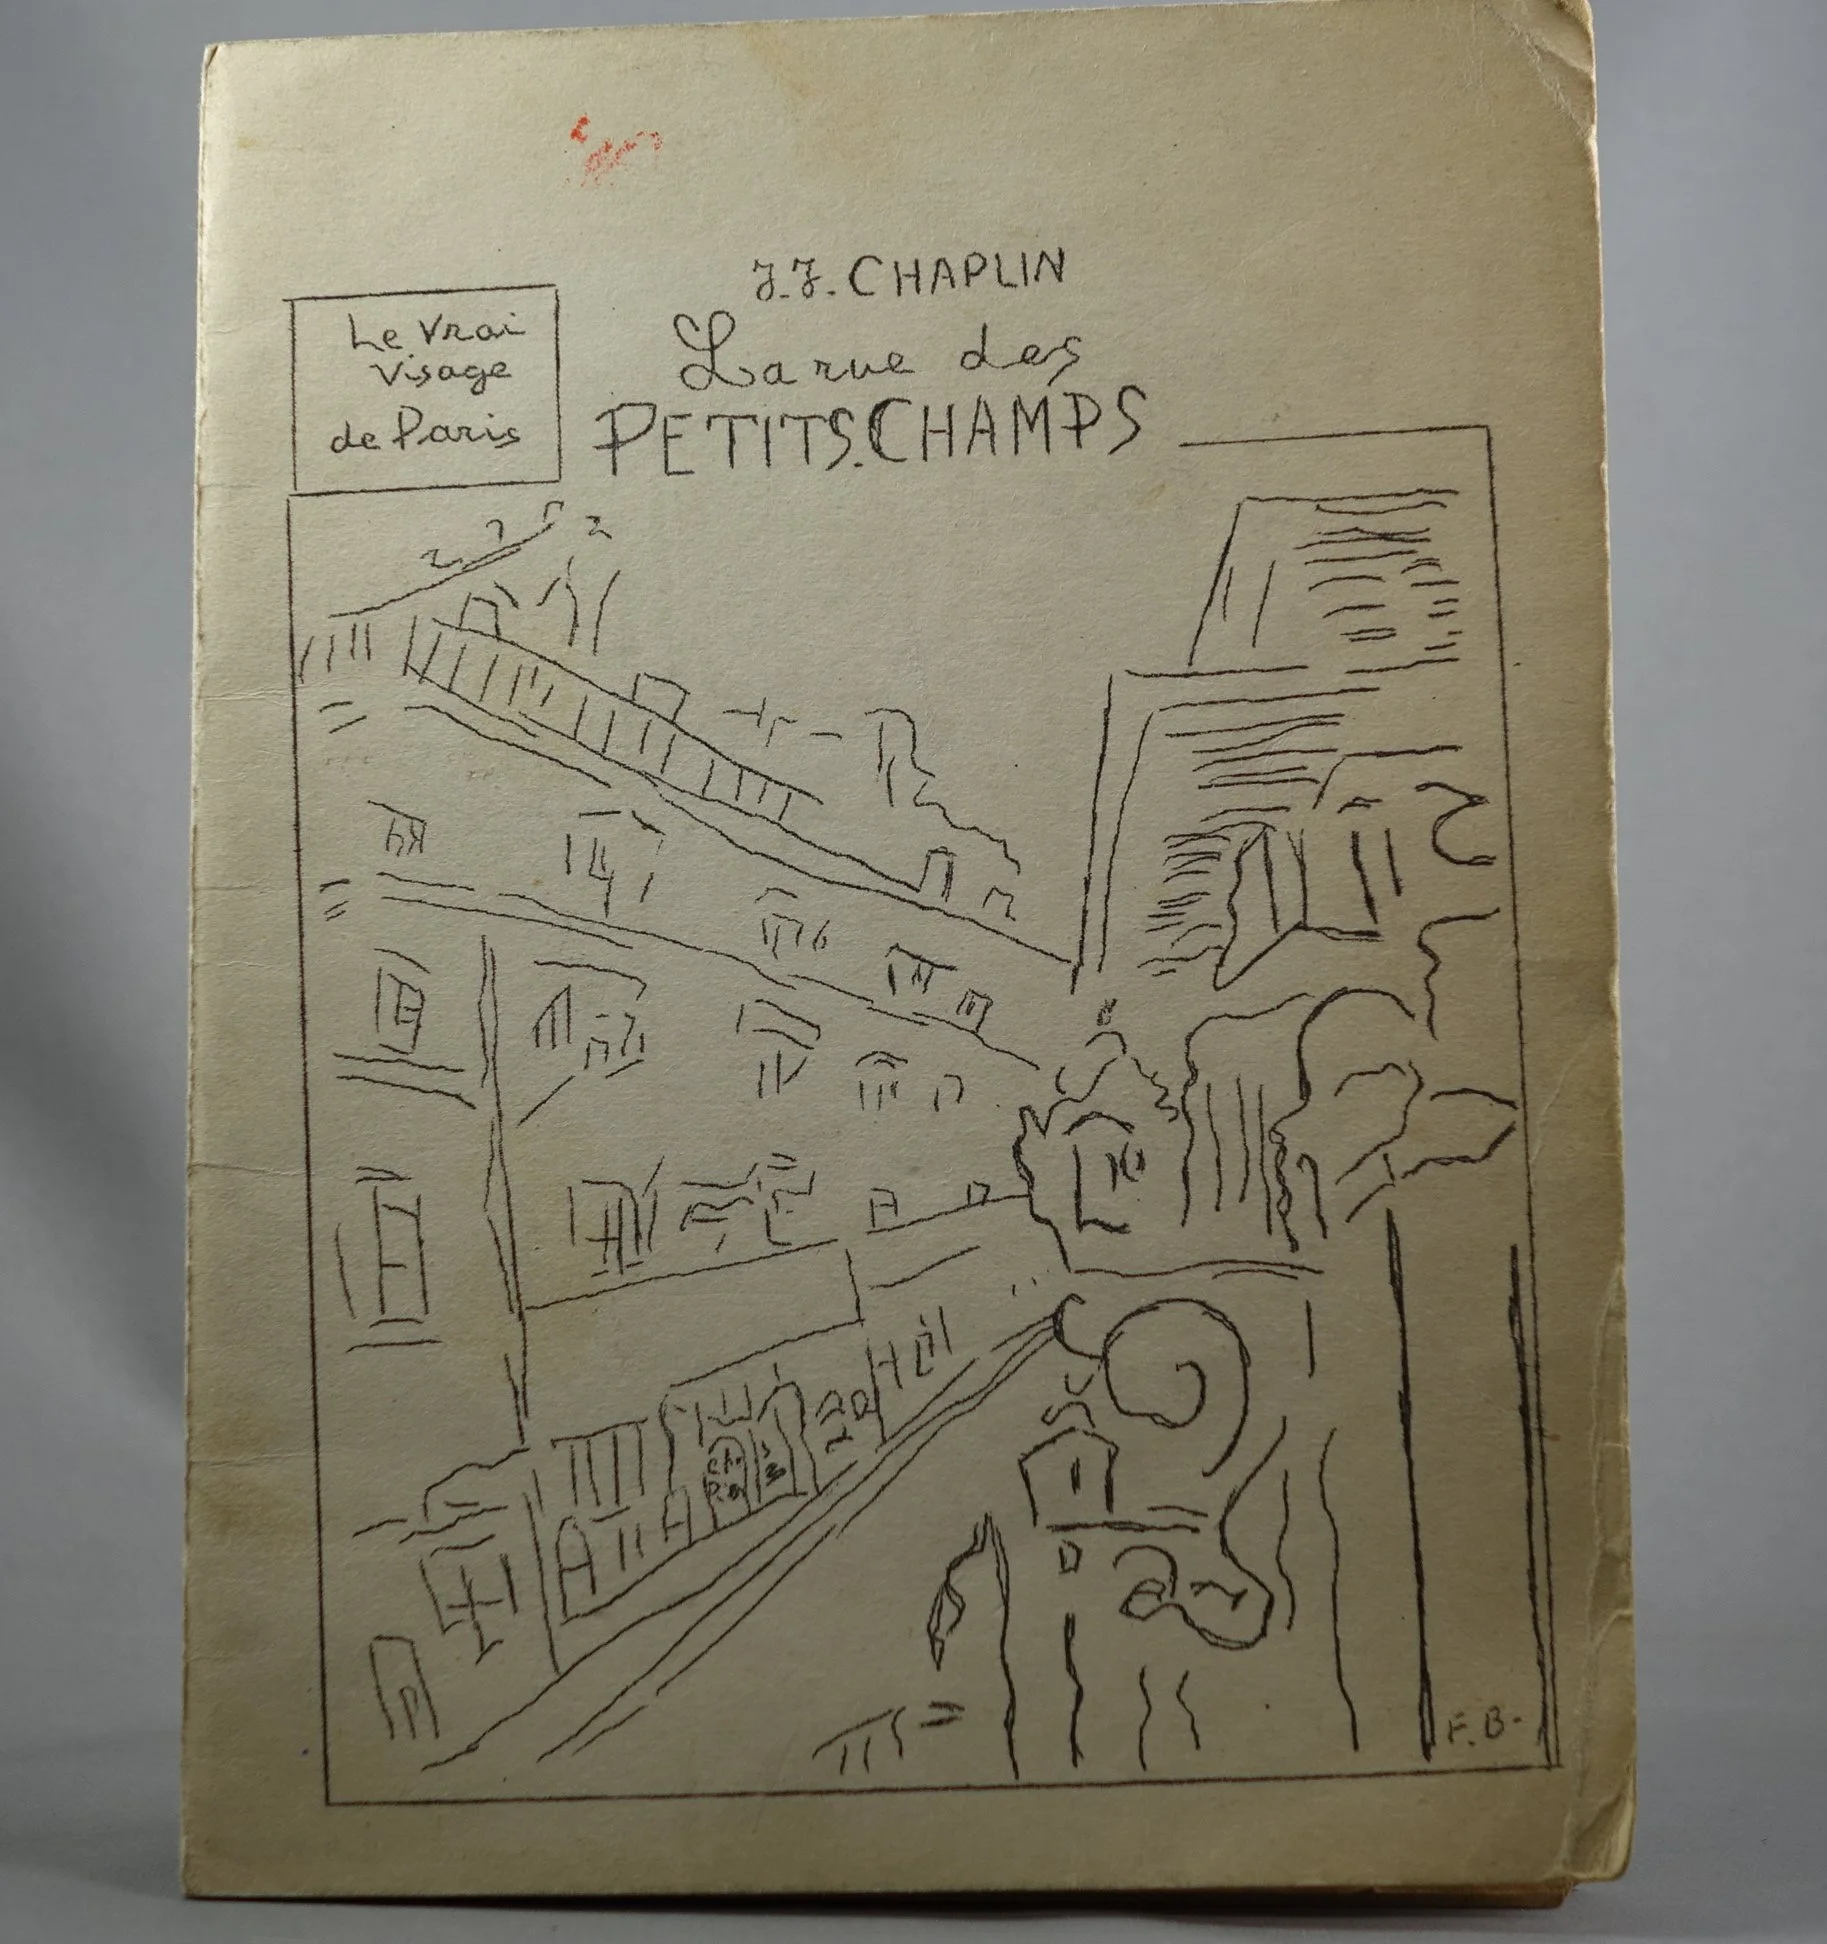 J.J. CHAPLIN
Le Vrai
Visage
de Paris
La rue des
PETITS.CHAMPS
F.B.